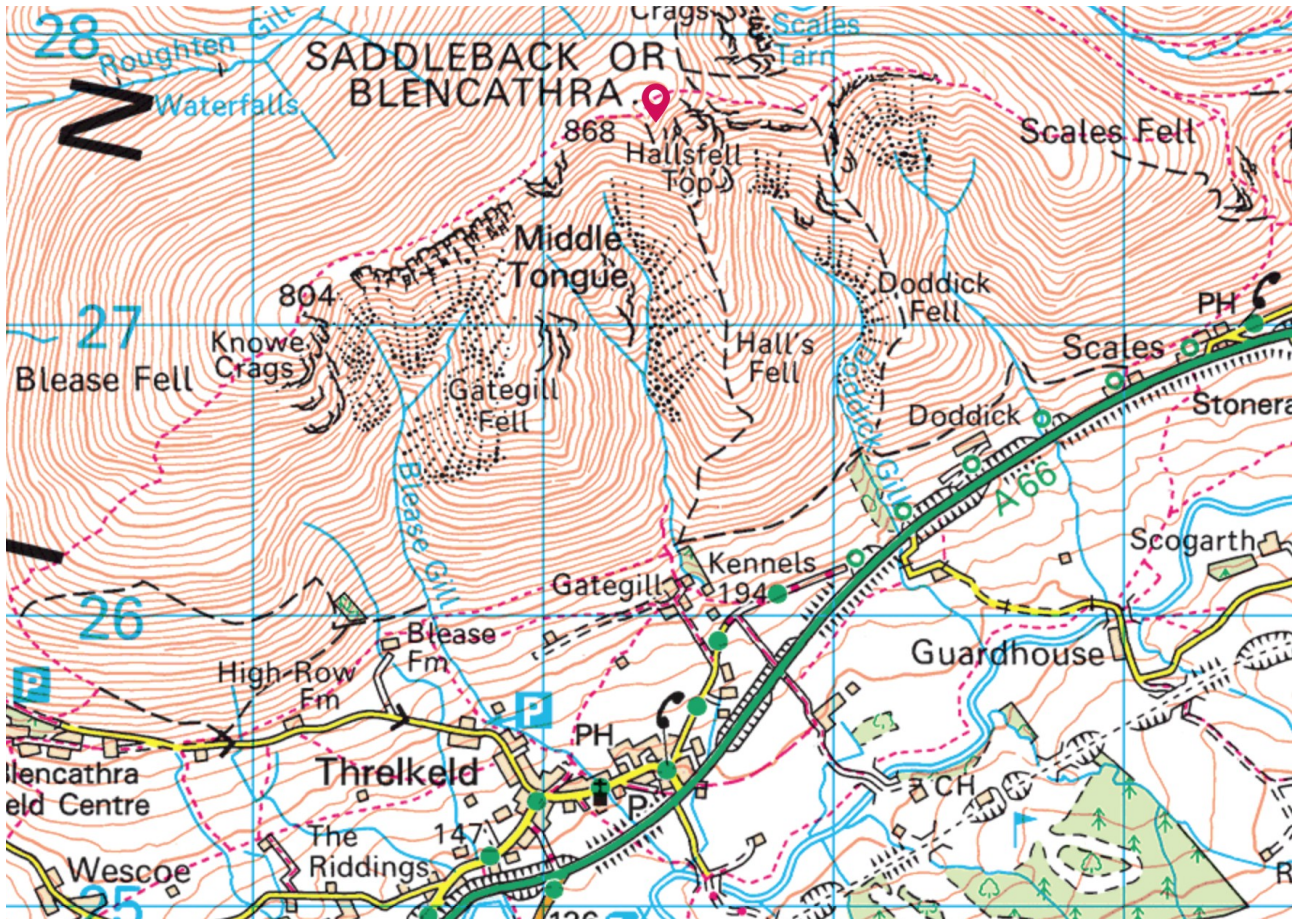 Crags
28
Roughten Gill
Scales
Tarn
SADDLEBACK OR
BLENCATHRA
Waterfalls
868
Hallsfell
Top
Scales Fell
Middle
Tongue
804
Doddick
Fell
PH
27
Knowe
Crags
Blease Fell
Hall's
Fell
Scales
Gategill
Fell
Doddick
Stonera
Doddick Gill
A 66
Blease Gill
Scogarth
Kennels
Gategill
194
26
Blease
Fm
High-Row
Fm
Guardhouse
P
P
PH
Threlkeld
Blencathra
eld Centre
CH
P
147
The
Riddings
Wescoe
R
25
126